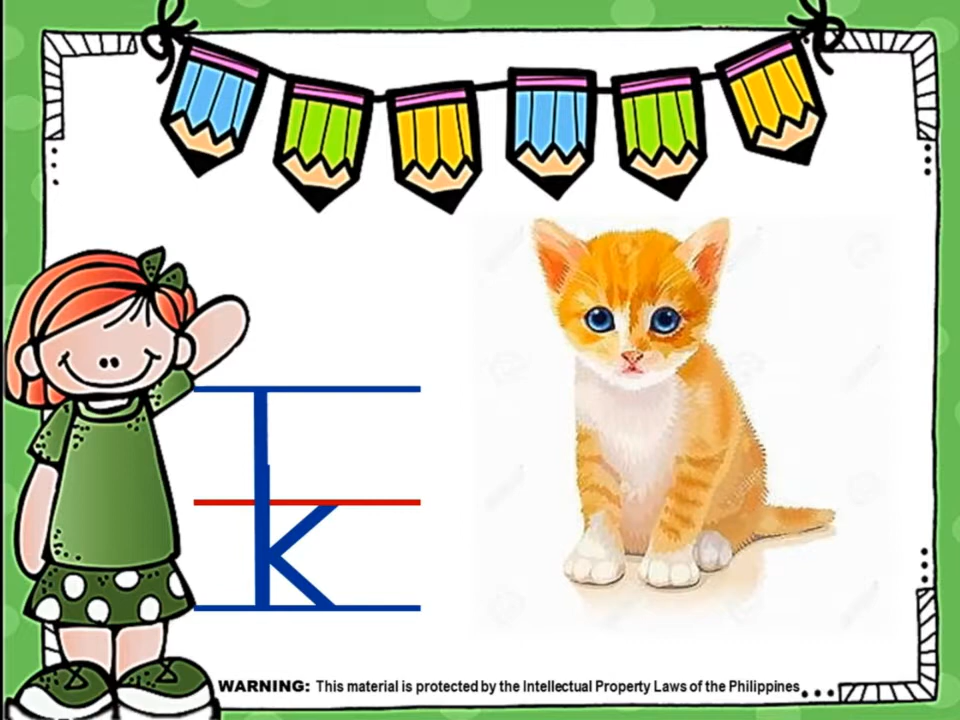 k
WARNING: This material is protected by the Intellectual Property Laws of the Philippines